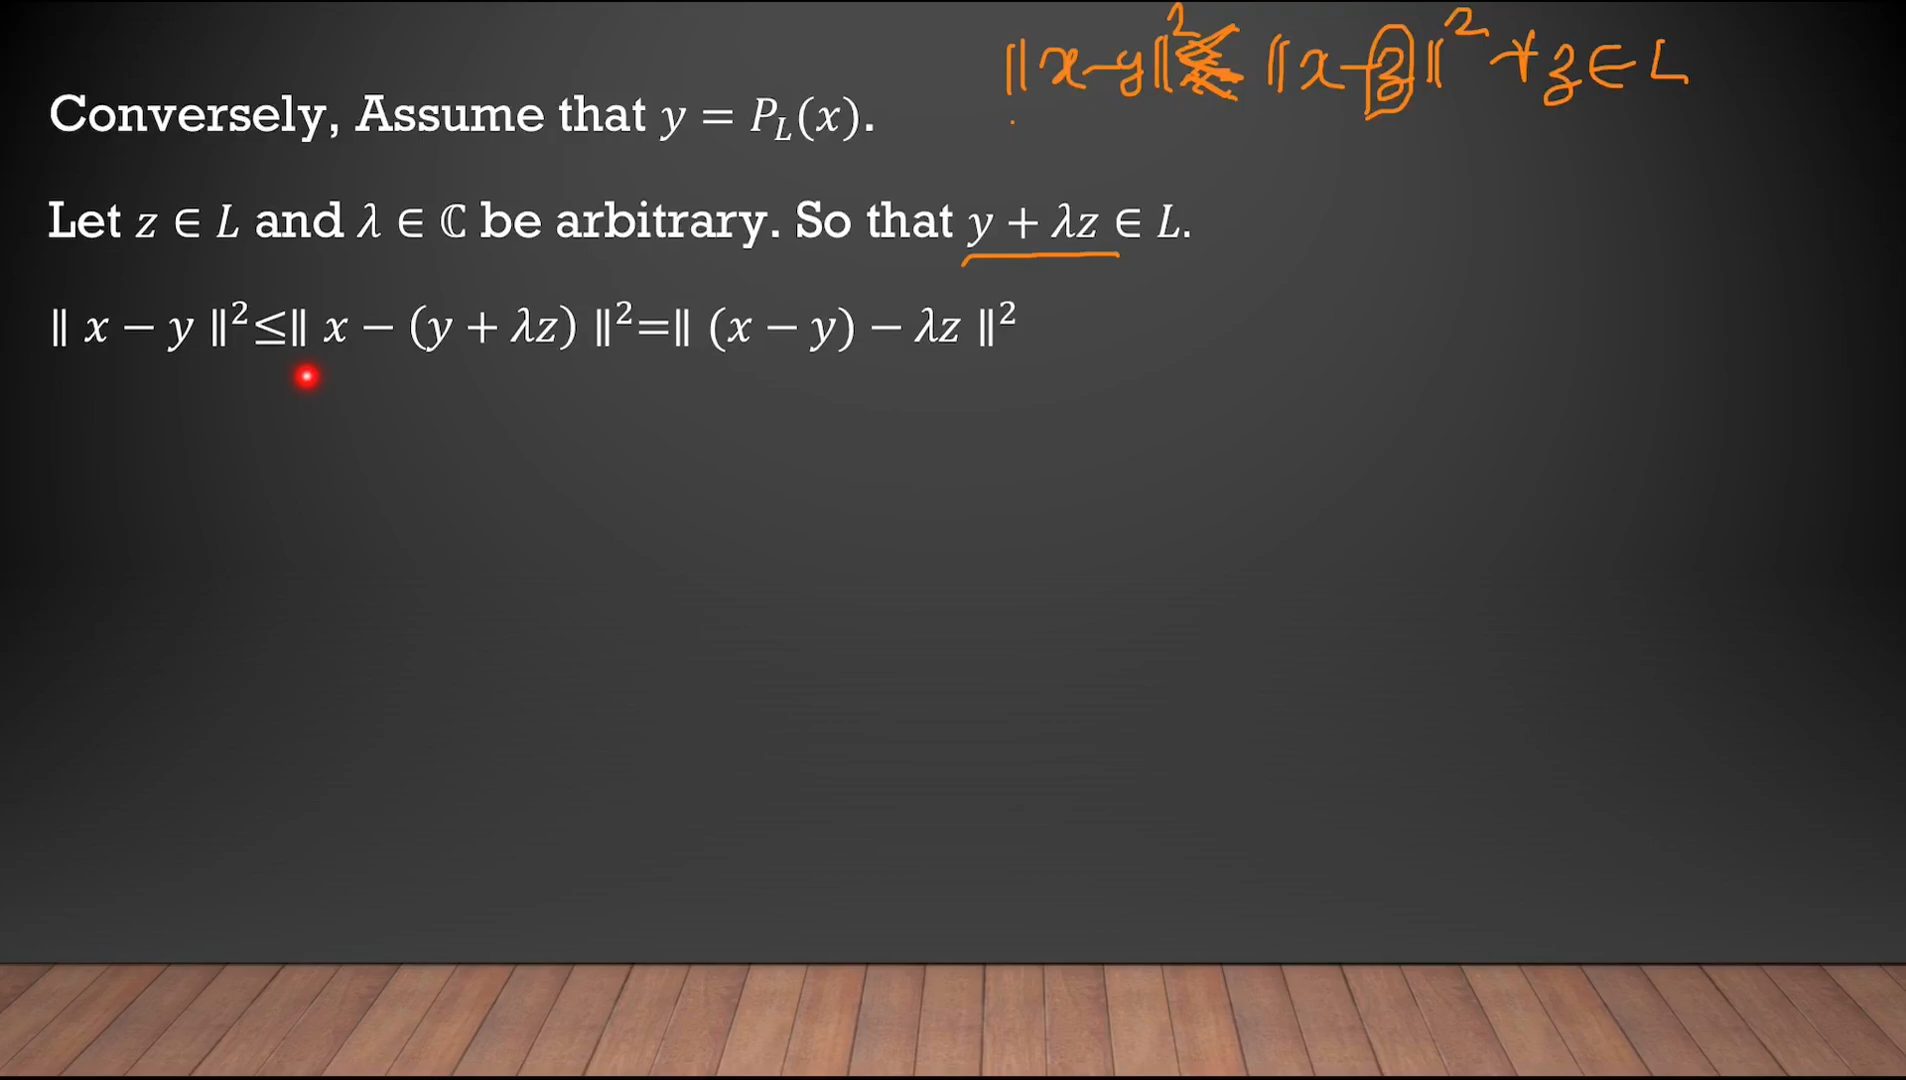 ‖x−y‖² ≤ ‖x−z‖² ∀ z ∈ L
Conversely, Assume that y = P_L(x).
Let z ∈ L and λ ∈ ℂ be arbitrary. So that y + λz ∈ L.
‖ x − y ‖²≤‖ x − (y + λz) ‖²=‖ (x − y) − λz ‖²